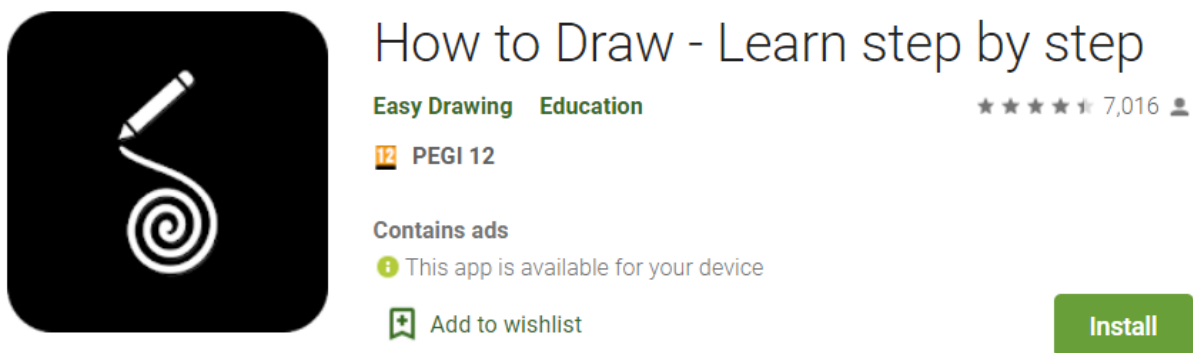 How to Draw - Learn step by step
Easy Drawing Education 7,016
12 PEGI 12
Contains ads
This app is available for your device
Add to wishlist
Install